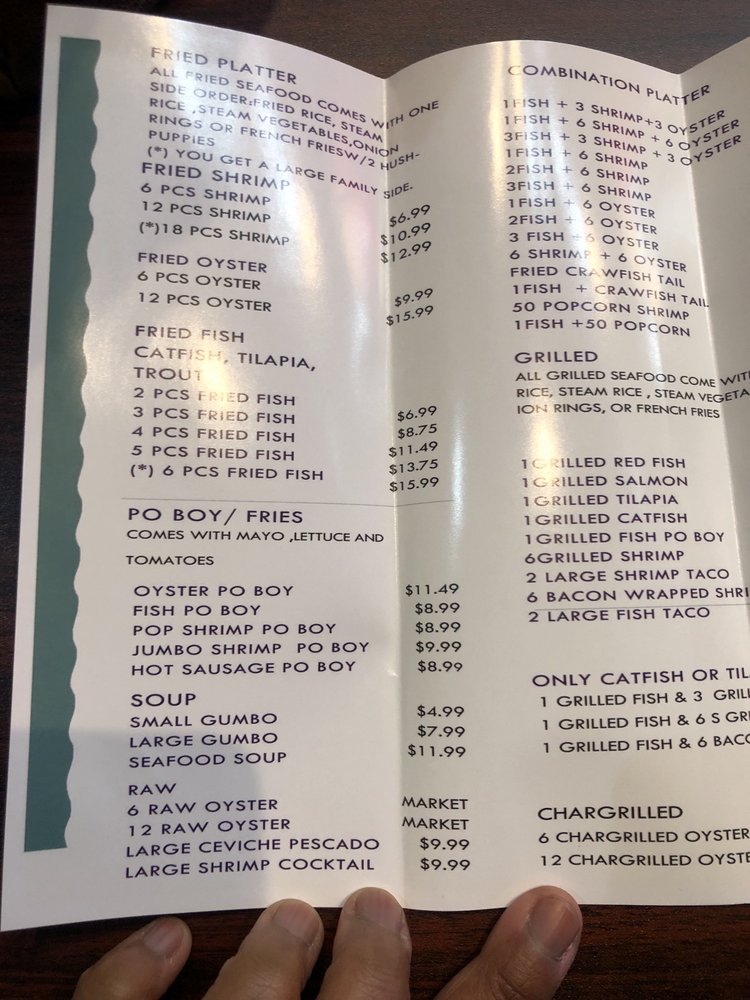 FRIED PLATTER
ALL FRIED SEAFOOD COMES WITH ONE
SIDE ORDER:FRIED RICE, STEAM
RICE ,STEAM VEGETABLES,ONION
RINGS OR FRENCH FRIESW/2 HUSH-
PUPPIES
(*) YOU GET A LARGE FAMILY SIDE.
FRIED SHRIMP
6 PCS SHRIMP $6.99
12 PCS SHRIMP $10.99
(*)18 PCS SHRIMP $12.99
FRIED OYSTER
6 PCS OYSTER $9.99
12 PCS OYSTER $15.99
FRIED FISH
CATFISH, TILAPIA,
TROUT
2 PCS FRIED FISH $6.99
3 PCS FRIED FISH $8.75
4 PCS FRIED FISH $11.49
5 PCS FRIED FISH $13.75
(*) 6 PCS FRIED FISH $15.99
PO BOY/ FRIES
COMES WITH MAYO ,LETTUCE AND
TOMATOES
OYSTER PO BOY $11.49
FISH PO BOY $8.99
POP SHRIMP PO BOY $8.99
JUMBO SHRIMP PO BOY $9.99
HOT SAUSAGE PO BOY $8.99
SOUP
SMALL GUMBO $4.99
LARGE GUMBO $7.99
SEAFOOD SOUP $11.99
RAW
6 RAW OYSTER MARKET
12 RAW OYSTER MARKET
LARGE CEVICHE PESCADO $9.99
LARGE SHRIMP COCKTAIL $9.99
COMBINATION PLATTER
1FISH + 3 SHRIMP+3 OYSTER
1FISH + 6 SHRIMP + 6 OYSTER
3FISH + 3 SHRIMP + 3 OYSTER
1FISH + 6 SHRIMP
2FISH + 6 SHRIMP
3FISH + 6 SHRIMP
1FISH + 6 OYSTER
2FISH + 6 OYSTER
3 FISH + 6 OYSTER
6 SHRIMP + 6 OYSTER
FRIED CRAWFISH TAIL
1FISH + CRAWFISH TAIL
50 POPCORN SHRIMP
1FISH +50 POPCORN
GRILLED
ALL GRILLED SEAFOOD COME WIT
RICE, STEAM RICE , STEAM VEGETA
ION RINGS, OR FRENCH FRIES
1GRILLED RED FISH
1GRILLED SALMON
1GRILLED TILAPIA
1GRILLED CATFISH
1GRILLED FISH PO BOY
6GRILLED SHRIMP
2 LARGE SHRIMP TACO
6 BACON WRAPPED SHRI
2 LARGE FISH TACO
ONLY CATFISH OR TIL
1 GRILLED FISH & 3 GRILL
1 GRILLED FISH & 6 S GRI
1 GRILLED FISH & 6 BACO
CHARGRILLED
6 CHARGRILLED OYSTER
12 CHARGRILLED OYSTE